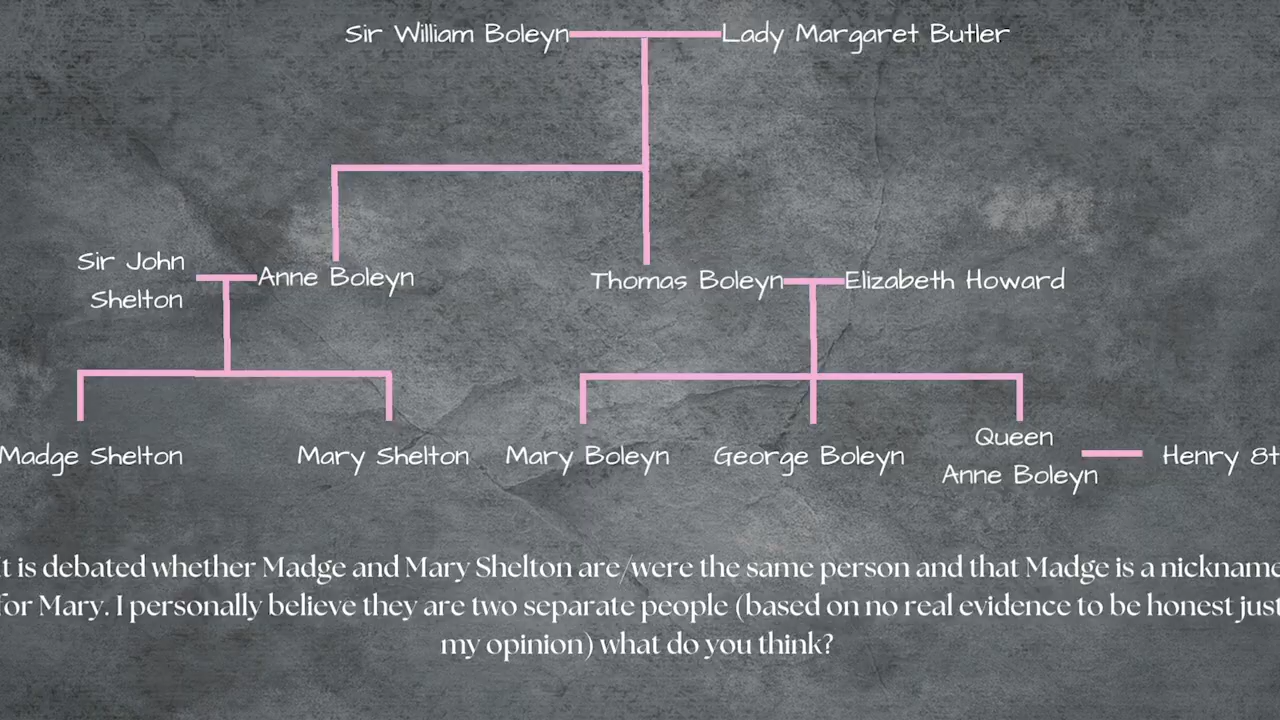 Sir William Boleyn Lady Margaret Butler
Sir John
Shelton
Anne Boleyn
Thomas Boleyn Elizabeth Howard
Madge Shelton Mary Shelton Mary Boleyn George Boleyn
Queen
Anne Boleyn
Henry 8t
t is debated whether Madge and Mary Shelton are/were the same person and that Madge is a nickname
for Mary. I personally believe they are two separate people (based on no real evidence to be honest just
my opinion) what do you think?